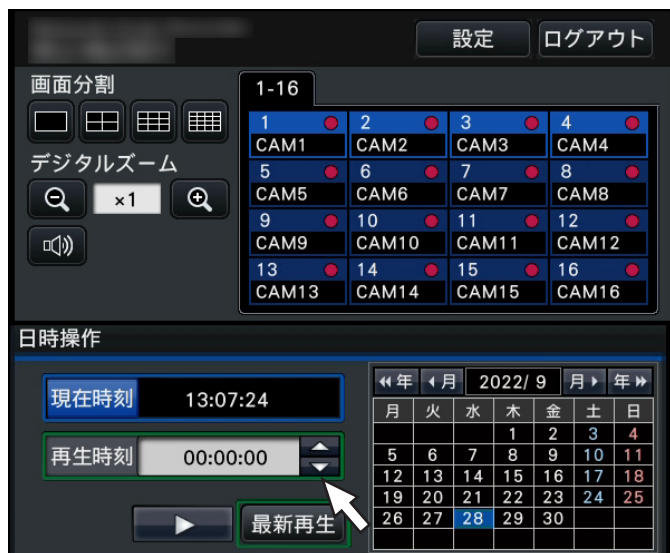 設定 ログアウト
画面分割
1-16
1 2 3 4
CAM1 CAM2 CAM3 CAM4
デジタルズーム
5 6 7 8
×1
CAM5 CAM6 CAM7 CAM8
9 10 11 12
CAM9 CAM10 CAM11 CAM12
13 14 15 16
CAM13 CAM14 CAM15 CAM16
日時操作
現在時刻 13:07:24
再生時刻 00:00:00
最新再生
年 月 2022/ 9 月 年
月 火 水 木 金 土 日
1 2 3 4
5 6 7 8 9 10 11
12 13 14 15 16 17 18
19 20 21 22 23 24 25
26 27 28 29 30